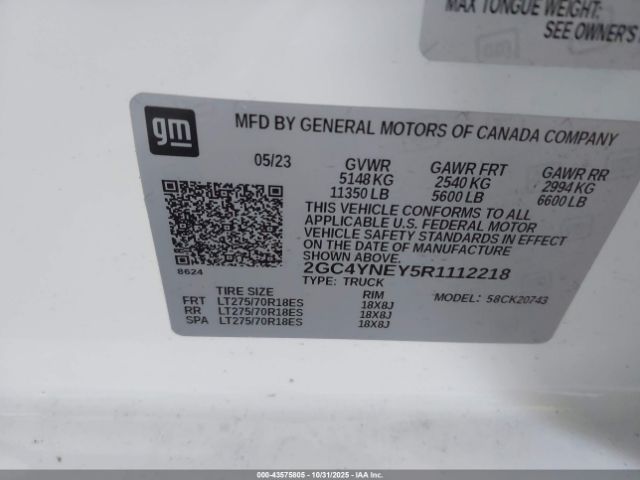 MAX TONGUE WEIGHT:
SEE OWNER'S
gm
MFD BY GENERAL MOTORS OF CANADA COMPANY
05/23 GVWR GAWR FRT GAWR RR
5148 KG 2540 KG 2994 KG
11350 LB 5600 LB 6600 LB
THIS VEHICLE CONFORMS TO ALL
APPLICABLE U.S. FEDERAL MOTOR
VEHICLE SAFETY STANDARDS IN EFFECT
ON THE DATE OF MANUFACTURE
SHOWN ABOVE.
8624 2GC4YNEY5R1112218
TYPE: TRUCK
TIRE SIZE RIM MODEL: 58CK20743
FRT LT275/70R18ES 18X8J
RR LT275/70R18ES 18X8J
SPA LT275/70R18ES 18X8J
000-43575805 | 10/31/2025 | IAA Inc.